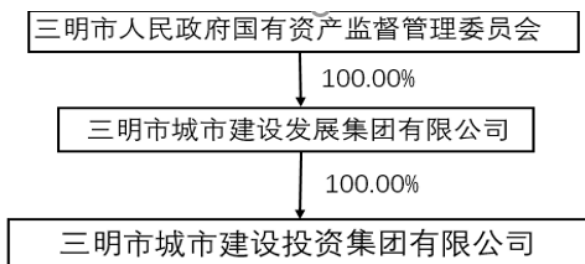 三明市人民政府国有资产监督管理委员会
100.00%
三明市城市建设发展集团有限公司
100.00%
三明市城市建设投资集团有限公司